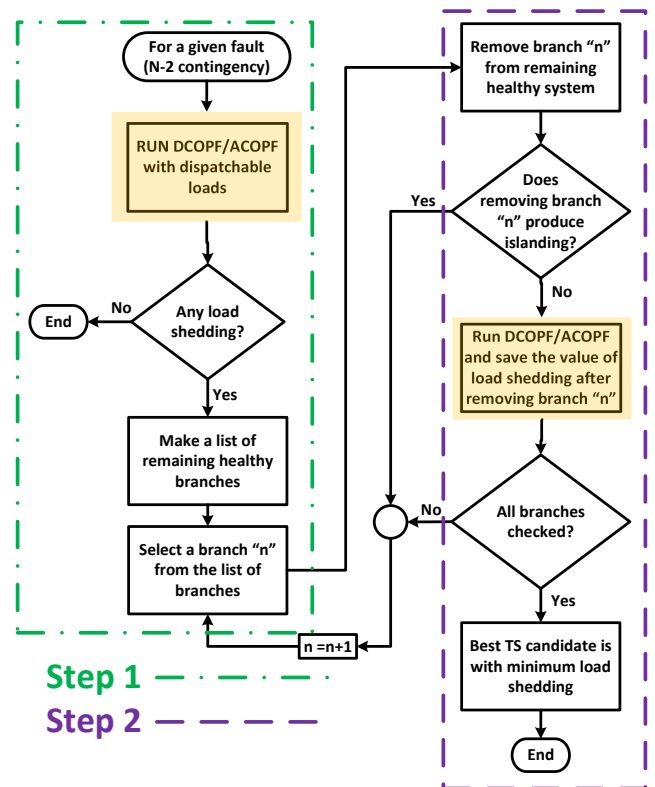 For a given fault
(N-2 contingency)
RUN DCOPF/ACOPF
with dispatchable
loads
Any load
shedding?
No
End
Yes
Make a list of
remaining healthy
branches
Select a branch “n”
from the list of
branches
n =n+1
Step 1
Step 2
Remove branch “n”
from remaining
healthy system
Does
removing branch
“n” produce
islanding?
Yes
No
Run DCOPF/ACOPF
and save the value of
load shedding after
removing branch “n”
All branches
checked?
No
Yes
Best TS candidate is
with minimum load
shedding
End